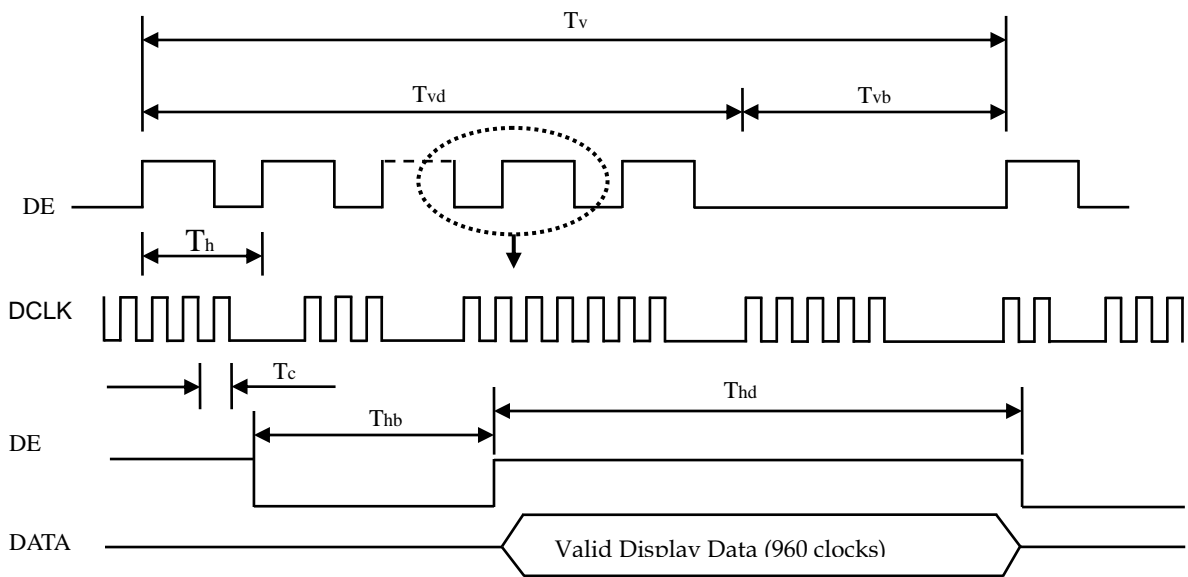 Tv
Tvd
Tvb
DE
Th
DCLK
Tc
Thd
Thb
DE
DATA
Valid Display Data (960 clocks)